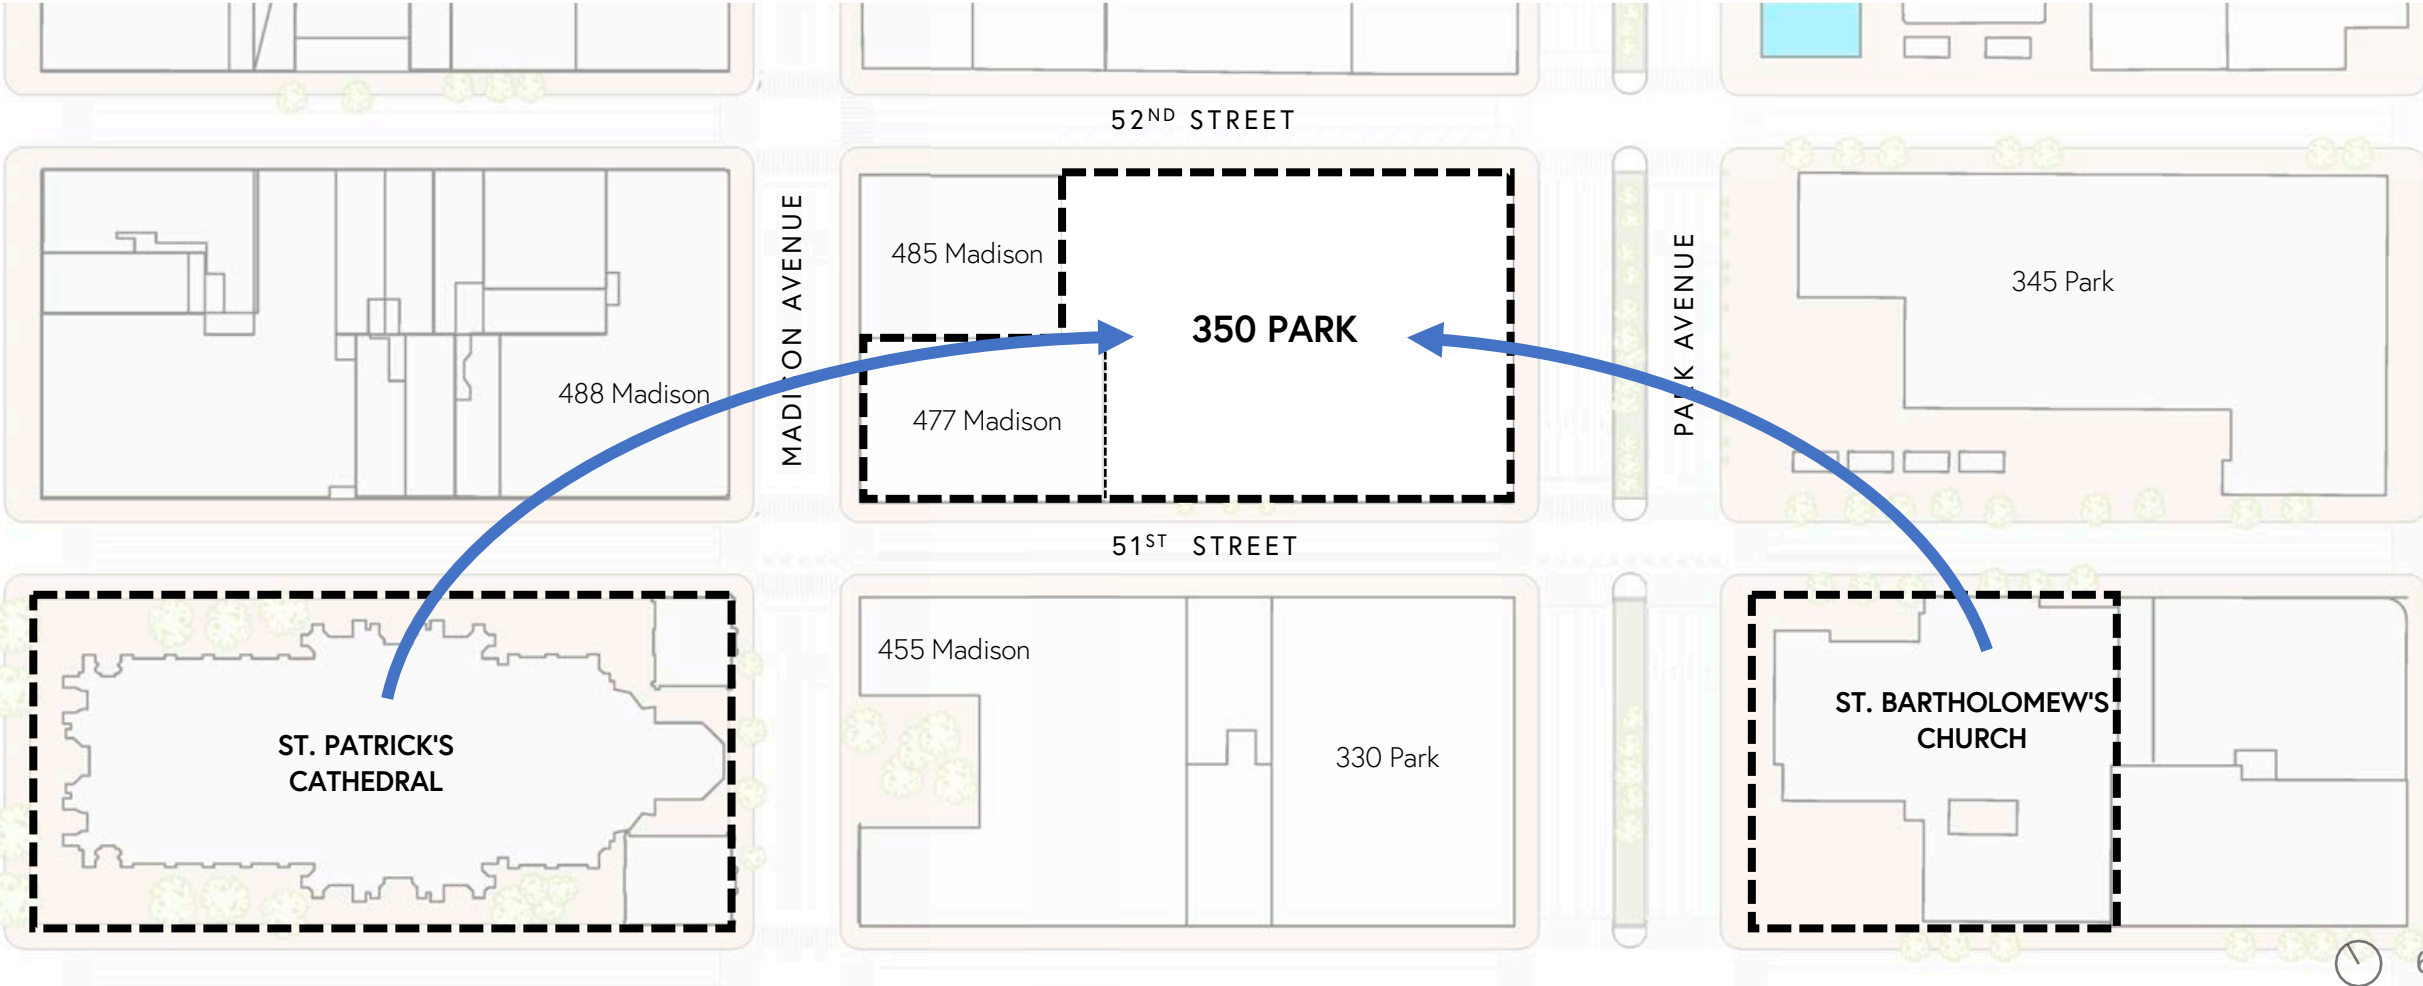 52ND STREET
MADISON AVENUE
485 Madison
350 PARK
PARK AVENUE
345 Park
488 Madison
477 Madison
51ST STREET
455 Madison
330 Park
ST. PATRICK'S
CATHEDRAL
ST. BARTHOLOMEW'S
CHURCH